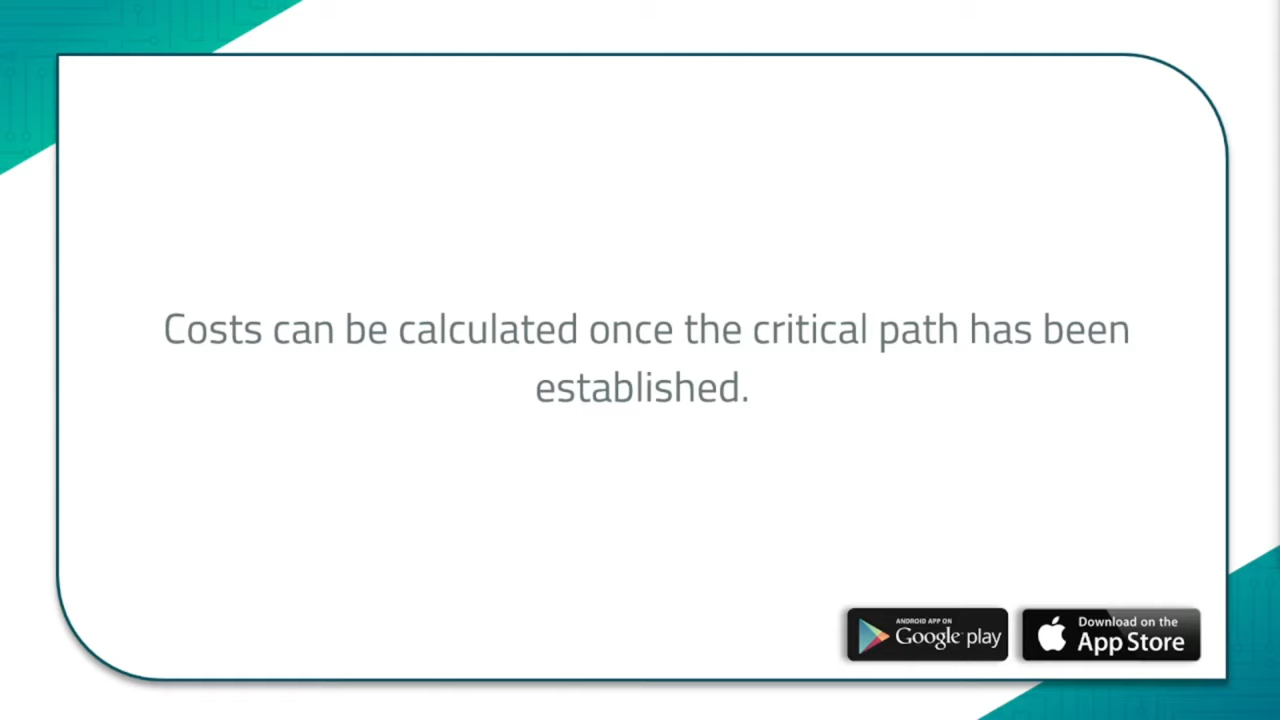 Costs can be calculated once the critical path has been
established.
ANDROID APP ON
Google play
Download on the
App Store